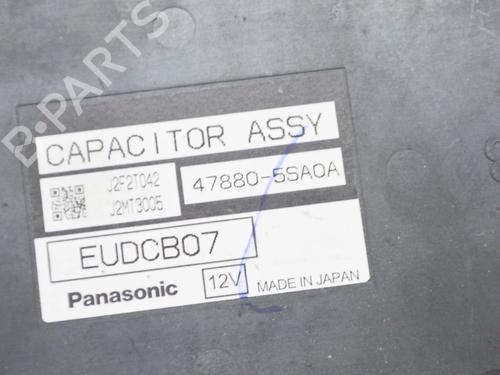 B-PARTS
CAPACITOR ASSY
J2F2T042
J2MT3005
47880-5SA0A
EUDCB07
Panasonic
12V
MADE IN JAPAN